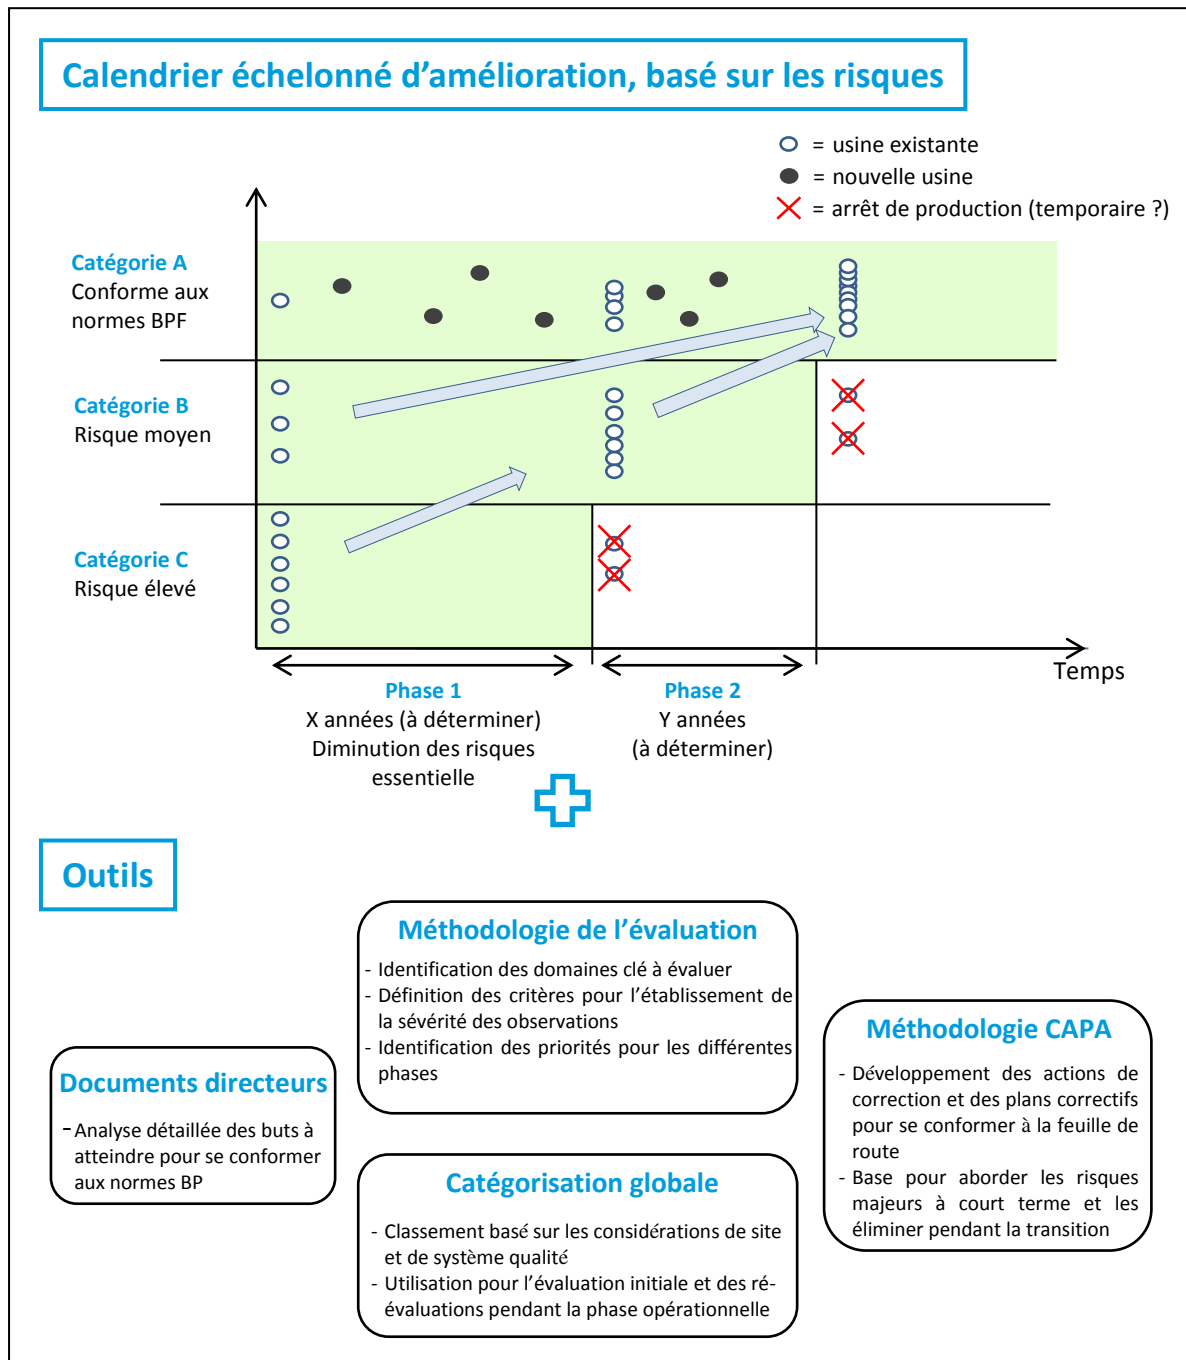 Calendrier échelonné d’amélioration, basé sur les risques
= usine existante
= nouvelle usine
= arrêt de production (temporaire ?)
Catégorie A
Conforme aux
normes BPF
Catégorie B
Risque moyen
Catégorie C
Risque élevé
Temps
Phase 1
X années (à déterminer)
Diminution des risques
essentielle
Phase 2
Y années
(à déterminer)
Outils
Méthodologie de l’évaluation
- Identification des domaines clé à évaluer
- Définition des critères pour l’établissement de
la sévérité des observations
- Identification des priorités pour les différentes
phases
Documents directeurs
- Analyse détaillée des buts à
atteindre pour se conformer
aux normes BP
Catégorisation globale
- Classement basé sur les considérations de site
et de système qualité
- Utilisation pour l’évaluation initiale et des ré-
évaluations pendant la phase opérationnelle
Méthodologie CAPA
- Développement des actions de
correction et des plans correctifs
pour se conformer à la feuille de
route
- Base pour aborder les risques
majeurs à court terme et les
éliminer pendant la transition